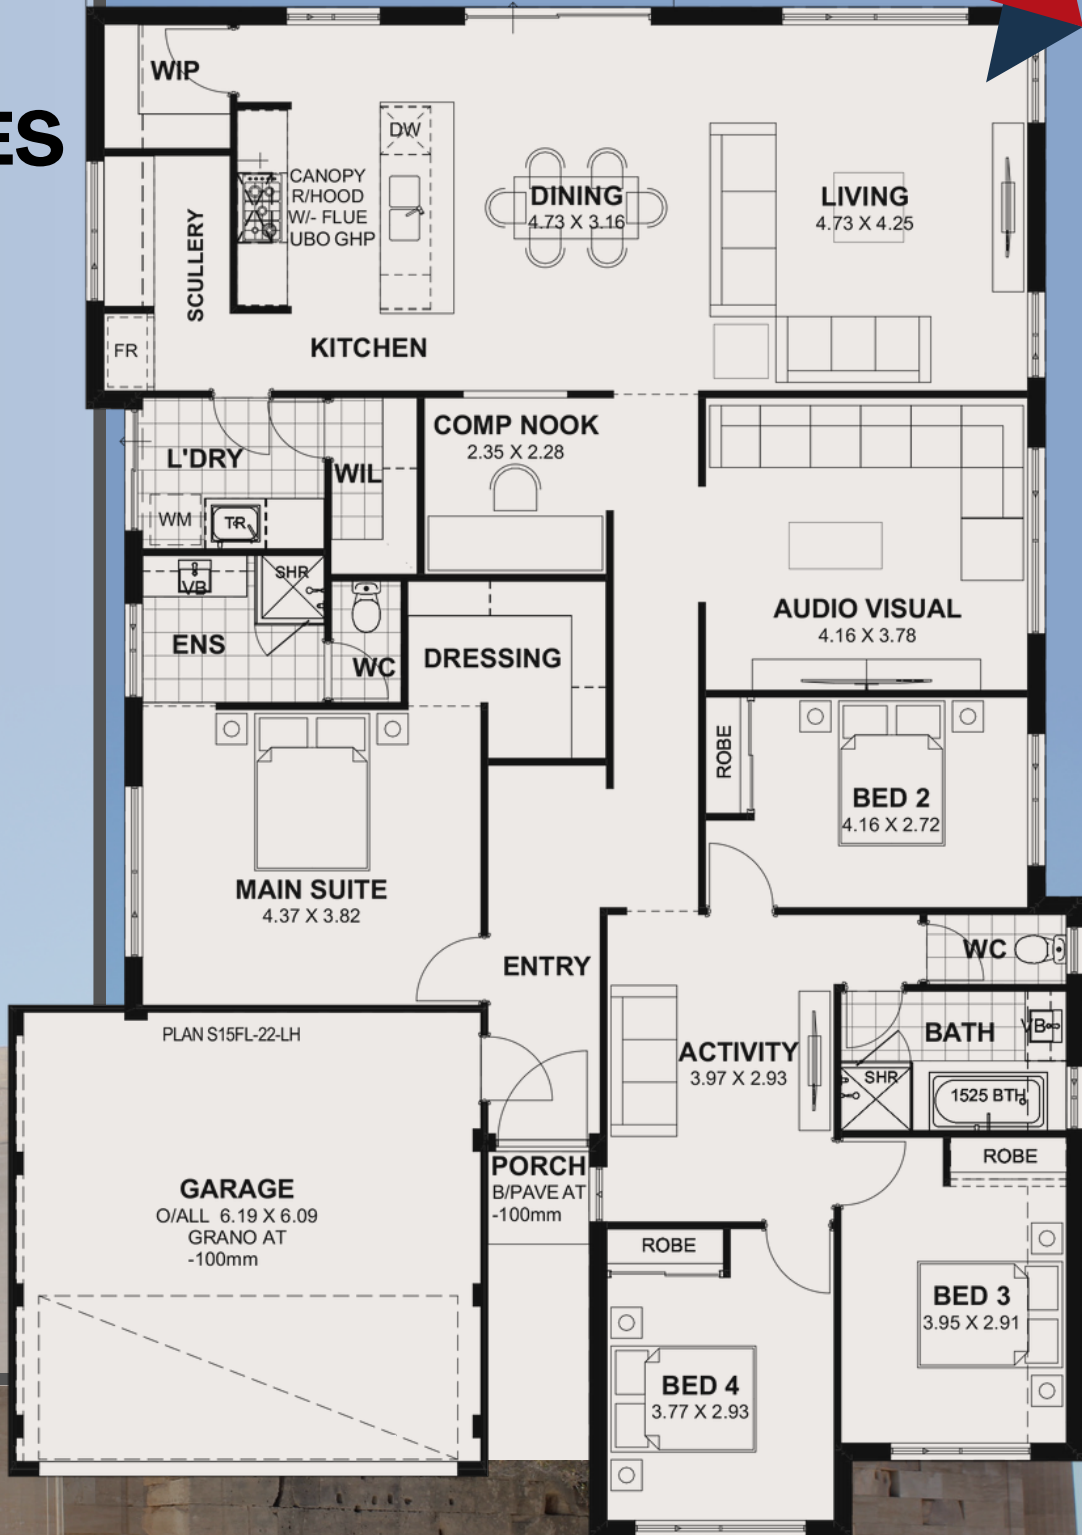 ES
WIP
DW
CANOPY
R/HOOD
W/- FLUE
UBO GHP
DINING
4.73 X 3.16
LIVING
4.73 X 4.25
SCULLERY
FR
KITCHEN
COMP NOOK
2.35 X 2.28
L'DRY
WIL
WM
TR
VB
SHR
ENS
WC
DRESSING
AUDIO VISUAL
4.16 X 3.78
ROBE
BED 2
4.16 X 2.72
MAIN SUITE
4.37 X 3.82
ENTRY
WC
PLAN S15FL-22-LH
ACTIVITY
3.97 X 2.93
BATH
VB
SHR
1525 BTH
GARAGE
O/ALL 6.19 X 6.09
GRANO AT
-100mm
PORCH
B/PAVE AT
-100mm
ROBE
ROBE
BED 3
3.95 X 2.91
BED 4
3.77 X 2.93